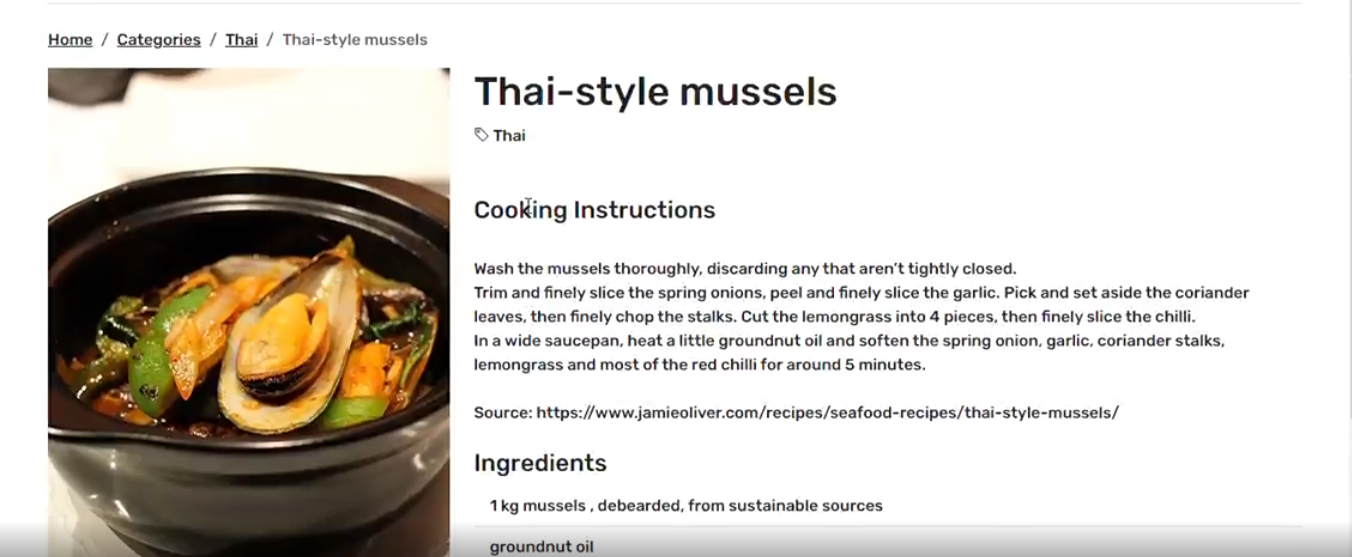 Home / Categories / Thai / Thai-style mussels
Thai-style mussels
Thai
Cooking Instructions
Wash the mussels thoroughly, discarding any that aren't tightly closed.
Trim and finely slice the spring onions, peel and finely slice the garlic. Pick and set aside the coriander
leaves, then finely chop the stalks. Cut the lemongrass into 4 pieces, then finely slice the chilli.
In a wide saucepan, heat a little groundnut oil and soften the spring onion, garlic, coriander stalks,
lemongrass and most of the red chilli for around 5 minutes.
Source: https://www.jamieoliver.com/recipes/seafood-recipes/thai-style-mussels/
Ingredients
1 kg mussels , debearded, from sustainable sources
groundnut oil